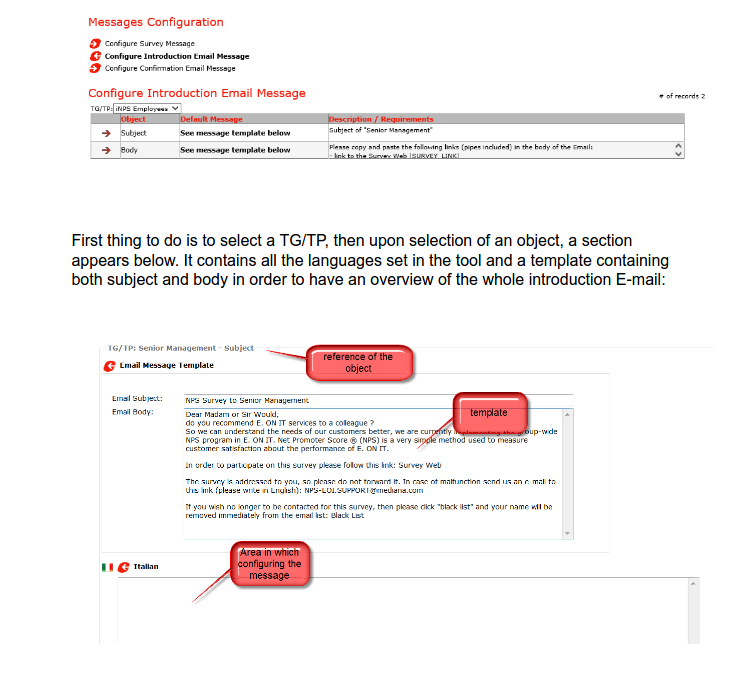 Messages Configuration
Configure Survey Message
Configure Introduction Email Message
Configure Confirmation Email Message
Configure Introduction Email Message
# of records 2
TG/TP: iNPS Employees
Object Default Message Description / Requirements
Subject See message template below Subject of "Senior Management"
Body See message template below Please copy and paste the following links (pipes included) in the body of the Email:
- link to the Survey Web |SURVEY_LINK|
First thing to do is to select a TG/TP, then upon selection of an object, a section
appears below. It contains all the languages set in the tool and a template containing
both subject and body in order to have an overview of the whole introduction E-mail:
TG/TP: Senior Management - Subject
reference of the
object
Email Message Template
Email Subject: NPS Survey to Senior Management
template
Email Body: Dear Madam or Sir Would,
do you recommend E. ON IT services to a colleague ?
So we can understand the needs of our customers better, we are currently group-wide
NPS program in E. ON IT. Net Promoter Score ® (NPS) is a very simple method used to measure
customer satisfaction about the performance of E. ON IT.
In order to participate on this survey please follow this link: Survey Web
The survey is addressed to you, so please do not forward it. In case of malfunction send us an e-mail to
this link (please write in English): NPS-EOI.SUPPORT@mediana.com
If you wish no longer to be contacted for this survey, then please click "black list" and your name will be
removed immediately from the email list: Black List
Area in which
configuring the
message
Italian